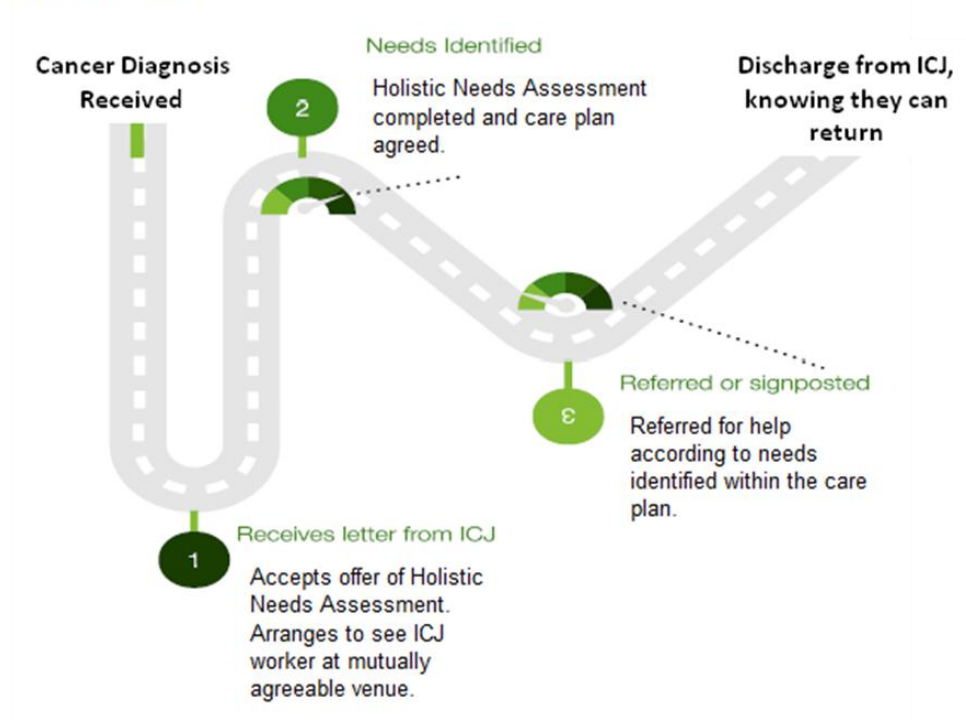 Cancer Diagnosis
Received
Needs Identified
2
Holistic Needs Assessment
completed and care plan
agreed.
Discharge from ICJ,
knowing they can
return
Referred or signposted
3
Referred for help
according to needs
identified within the care
plan.
Receives letter from ICJ
1
Accepts offer of Holistic
Needs Assessment.
Arranges to see ICJ
worker at mutually
agreeable venue.